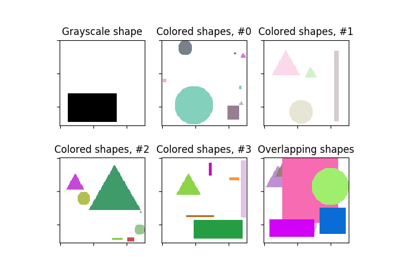 Grayscale shape
Colored shapes, #0
Colored shapes, #1
Colored shapes, #2
Colored shapes, #3
Overlapping shapes